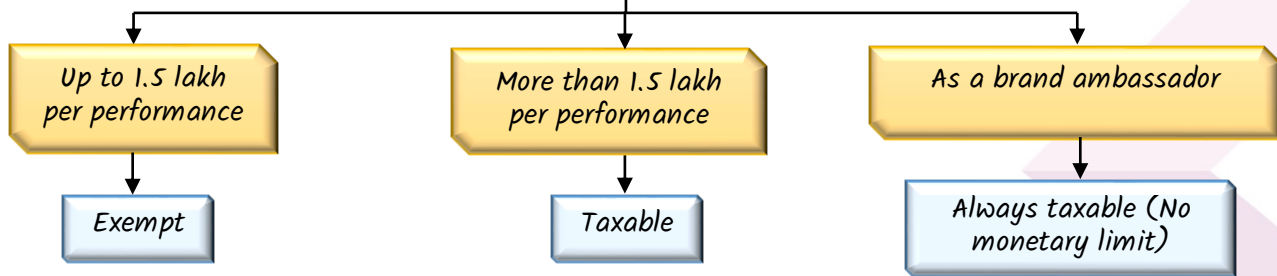 Up to 1.5 lakh
per performance
More than 1.5 lakh
per performance
As a brand ambassador
Exempt
Taxable
Always taxable (No
monetary limit)